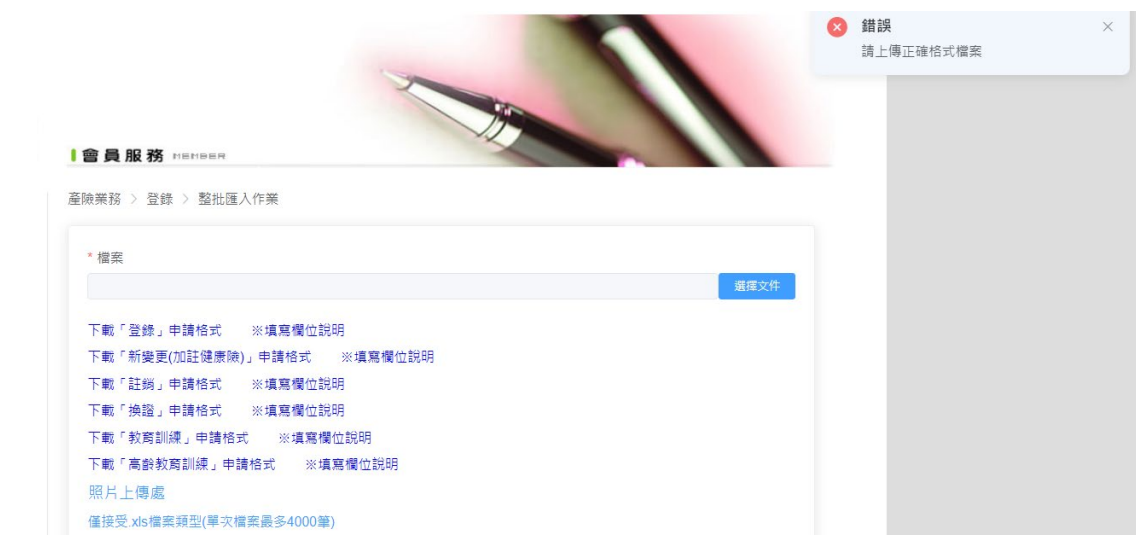 錯誤
請上傳正確格式檔案
會員服務 MEMBER
產險業務 > 登錄 > 整批匯入作業
* 檔案
選擇文件
下載「登錄」申請格式 ※填寫欄位說明
下載「新變更(加註健康險)」申請格式 ※填寫欄位說明
下載「註銷」申請格式 ※填寫欄位說明
下載「換證」申請格式 ※填寫欄位說明
下載「教育訓練」申請格式 ※填寫欄位說明
下載「高齡教育訓練」申請格式 ※填寫欄位說明
照片上傳處
僅接受.xls檔案類型(單次檔案最多4000筆)